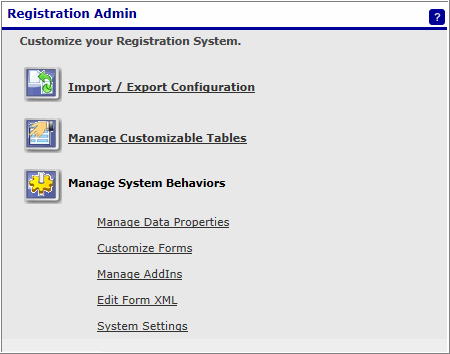 Registration Admin
?
Customize your Registration System.
Import / Export Configuration
Manage Customizable Tables
Manage System Behaviors
Manage Data Properties
Customize Forms
Manage AddIns
Edit Form XML
System Settings